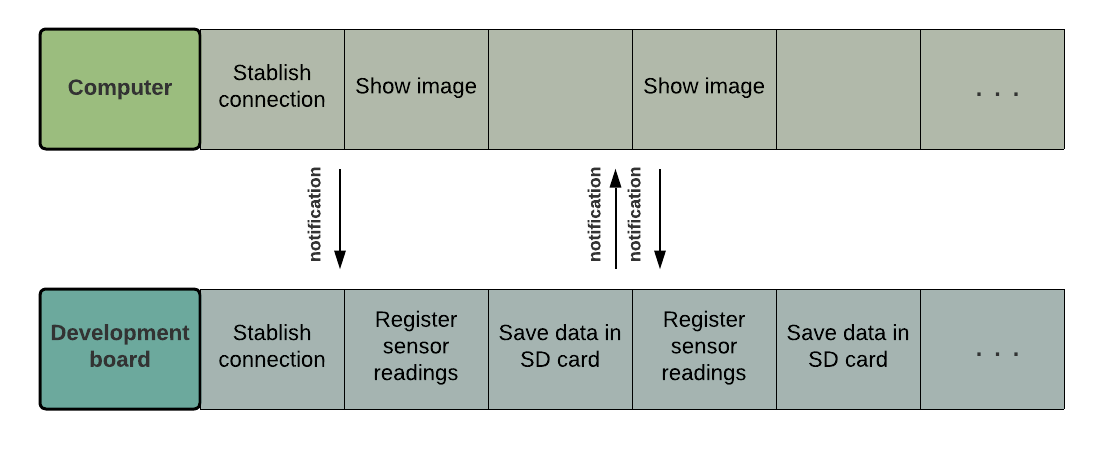 Computer
Stablish
connection
Show image
Show image
. . .
notification
notification
notification
Development
board
Stablish
connection
Register
sensor
readings
Save data in
SD card
Register
sensor
readings
Save data in
SD card
. . .